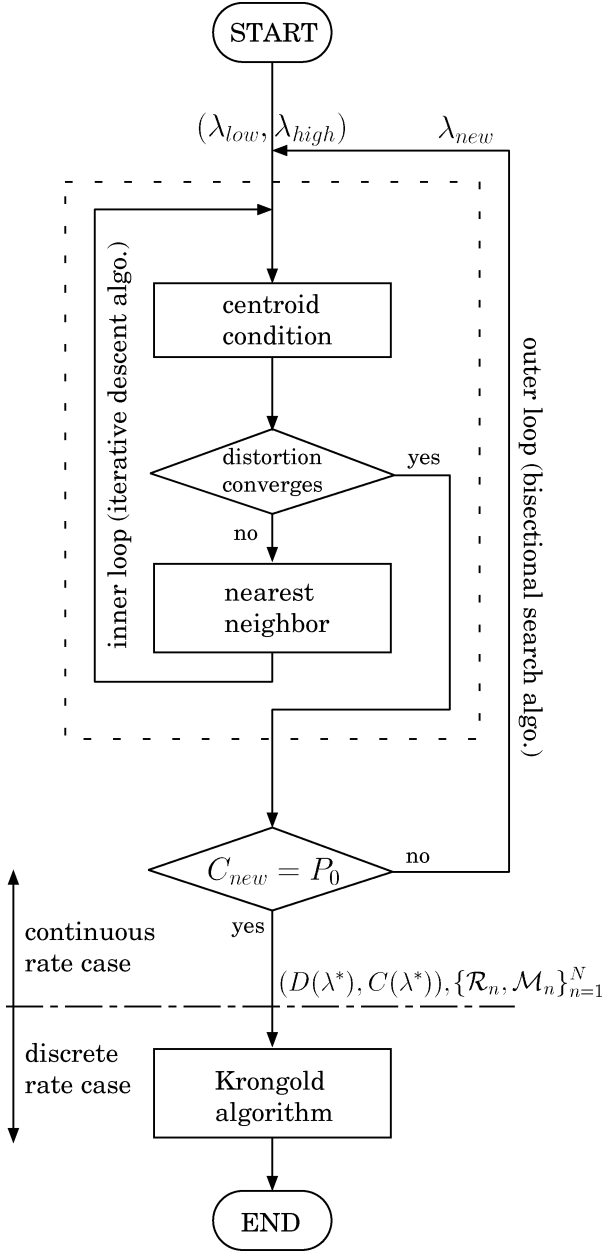 START
(λ_low, λ_high)
λ_new
inner loop (iterative descent algo.)
outer loop (bisectional search algo.)
centroid
condition
distortion
converges
yes
no
nearest
neighbor
C_new = P_0
no
yes
continuous
rate case
(D(λ*), C(λ*)), {ℛ_n, ℳ_n}_{n=1}^N
discrete
rate case
Krongold
algorithm
END